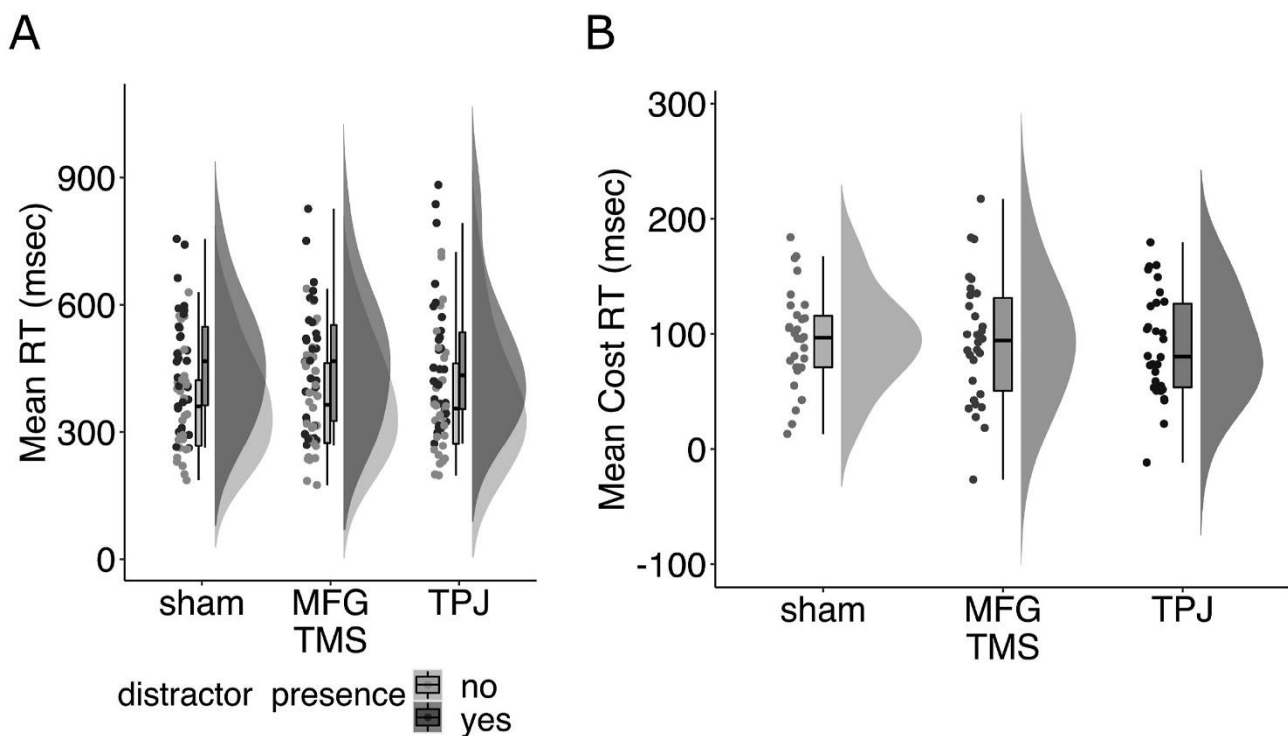 A
Mean RT (msec)
900
600
300
0
sham MFG TPJ
TMS
distractor presence no
yes
B
Mean Cost RT (msec)
300
200
100
0
-100
sham MFG TPJ
TMS